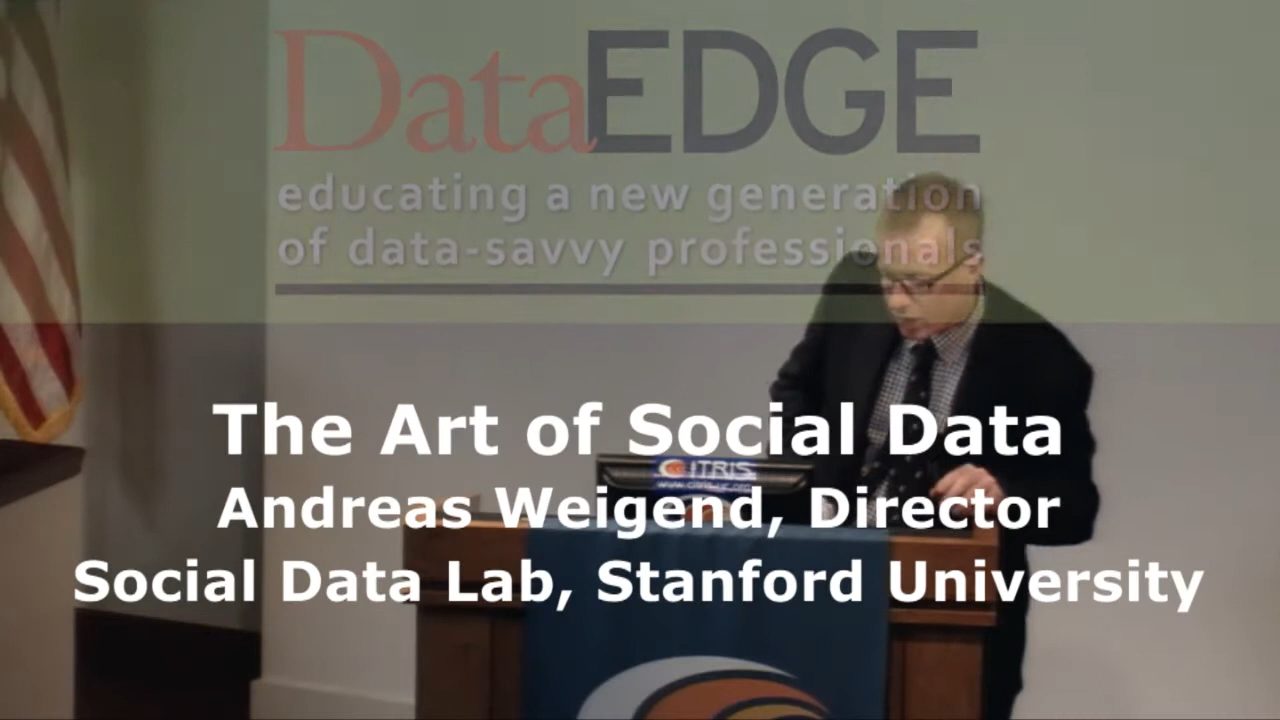 DataEDGE
educating a new generation
of data-savvy professionals
The Art of Social Data
CITRIS
Andreas Weigend, Director
Social Data Lab, Stanford University